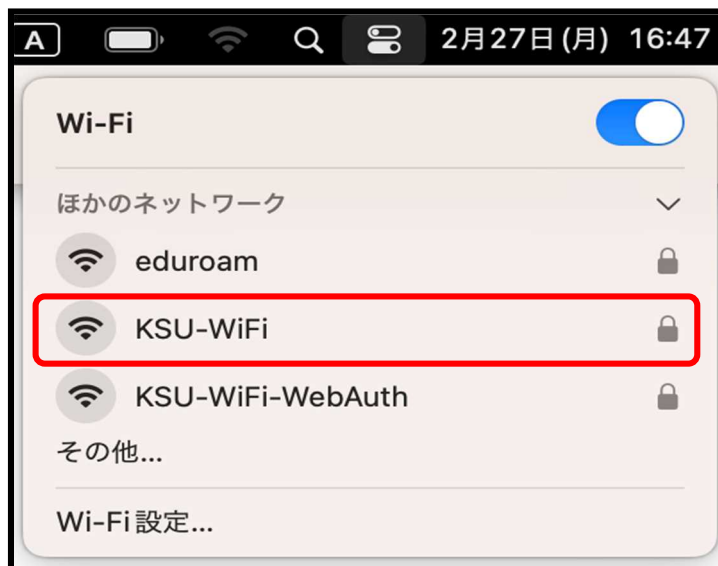 A 2月27日(月) 16:47
Wi-Fi
ほかのネットワーク
eduroam
KSU-WiFi
KSU-WiFi-WebAuth
その他...
Wi-Fi設定...